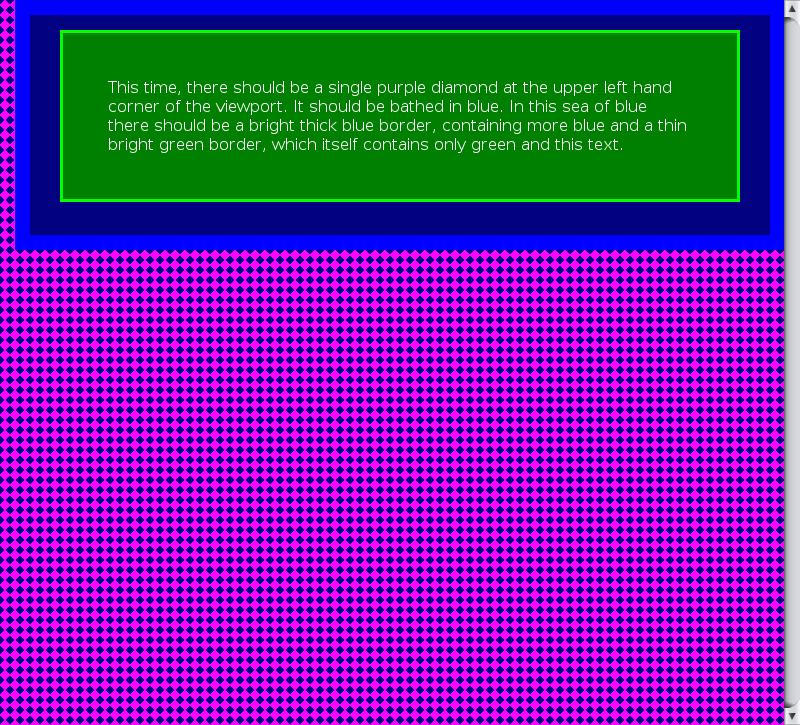 This time, there should be a single purple diamond at the upper left hand
corner of the viewport. It should be bathed in blue. In this sea of blue
there should be a bright thick blue border, containing more blue and a thin
bright green border, which itself contains only green and this text.